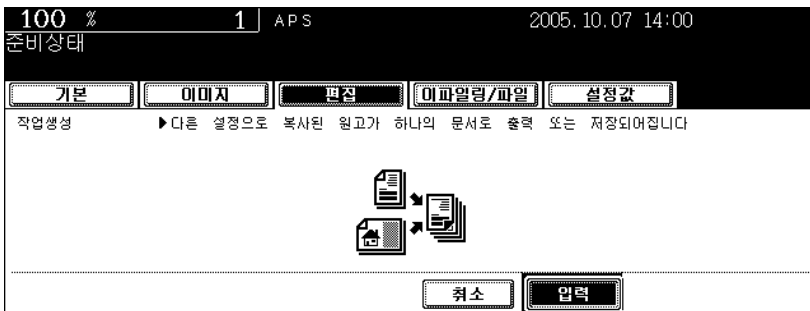 100 % 1 APS 2005.10.07 14:00
준비상태
기본 이미지 편집 이파일링/파일 설정값
작업생성 ▶다른 설정으로 복사된 원고가 하나의 문서로 출력 또는 저장되어집니다
취소 입력